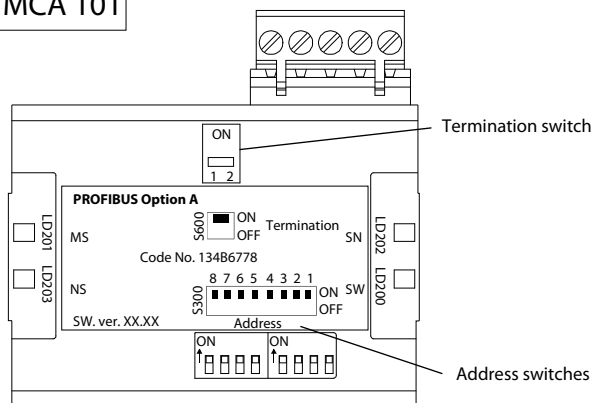 MCA 101
Termination switch
ON
1 2
PROFIBUS Option A
LD201
MS
S600
ON
OFF
Termination
SN
LD202
Code No. 134B6778
LD203
NS
8 7 6 5 4 3 2 1
S300
ON
OFF
SW
LD200
SW. ver. XX.XX
Address
ON
ON
Address switches